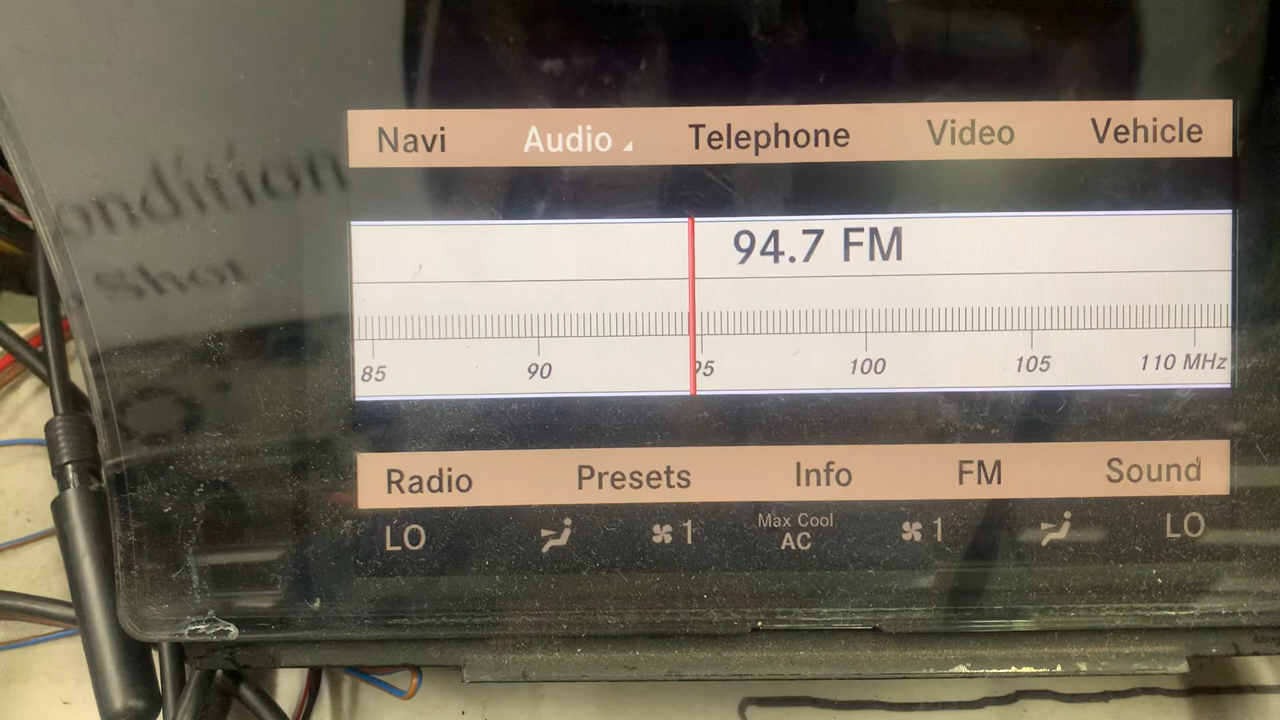 Navi Audio Telephone Video Vehicle
94.7 FM
85 90 95 100 105 110 MHz
Radio Presets Info FM Sound
LO 1 Max Cool AC 1 LO
ondition
Shot